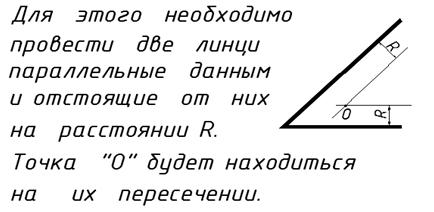 Для этого необходимо
провести две линци
параллельные данным
и отстоящие от них
на расстоянии R.
Точка "О" будет находиться
на их пересечении.
R
О
R